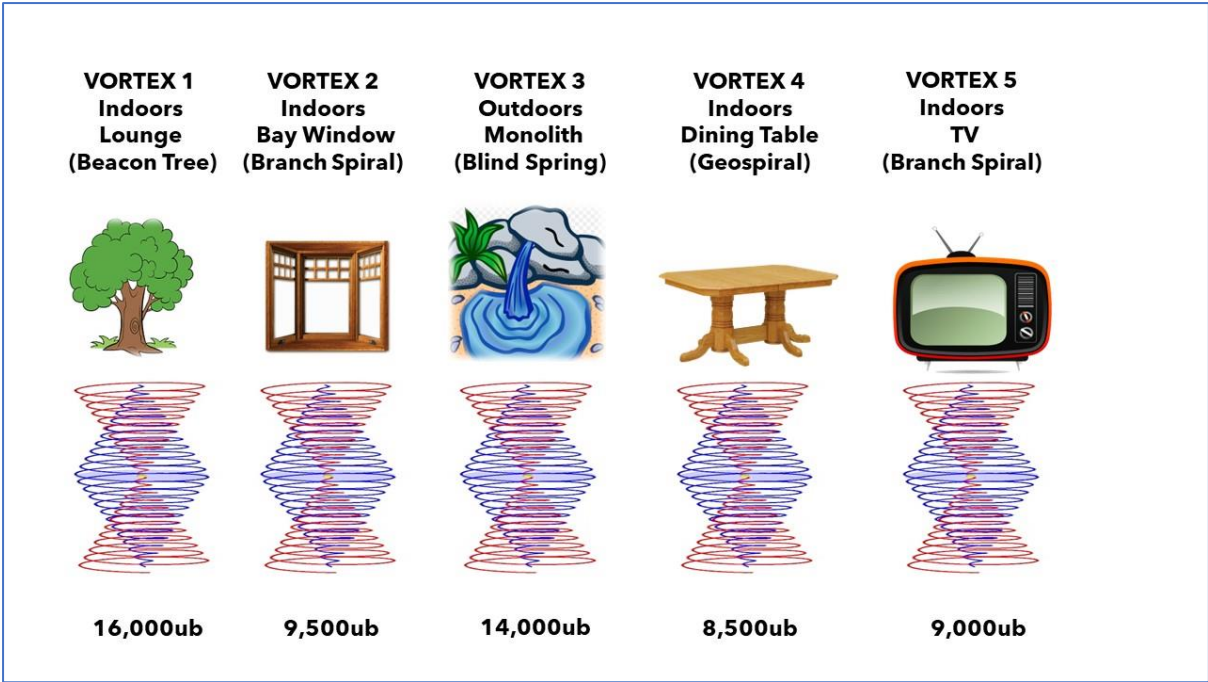 VORTEX 1
Indoors
Lounge
(Beacon Tree)
VORTEX 2
Indoors
Bay Window
(Branch Spiral)
VORTEX 3
Outdoors
Monolith
(Blind Spring)
VORTEX 4
Indoors
Dining Table
(Geospiral)
VORTEX 5
Indoors
TV
(Branch Spiral)
16,000ub
9,500ub
14,000ub
8,500ub
9,000ub